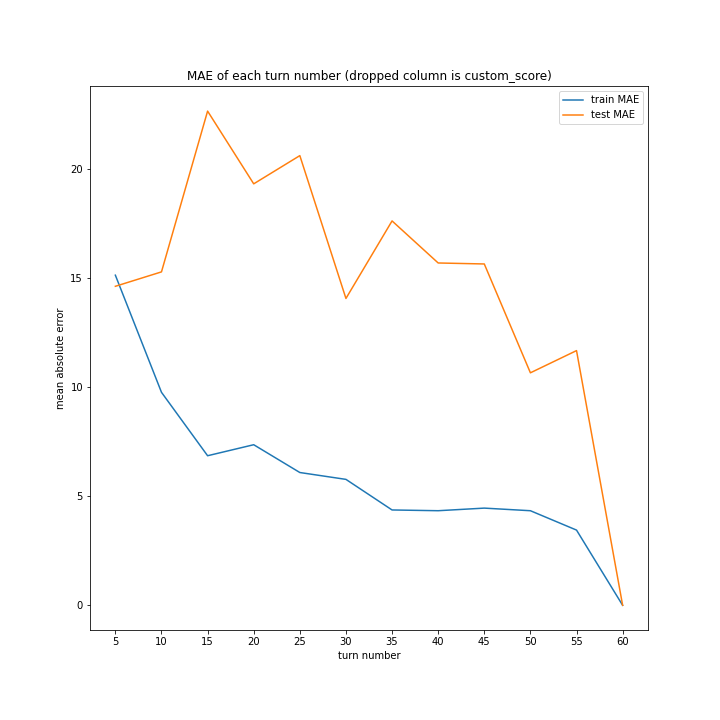 MAE of each turn number (dropped column is custom_score)
train MAE
test MAE
mean absolute error
20
15
10
5
0
5 10 15 20 25 30 35 40 45 50 55 60
turn number